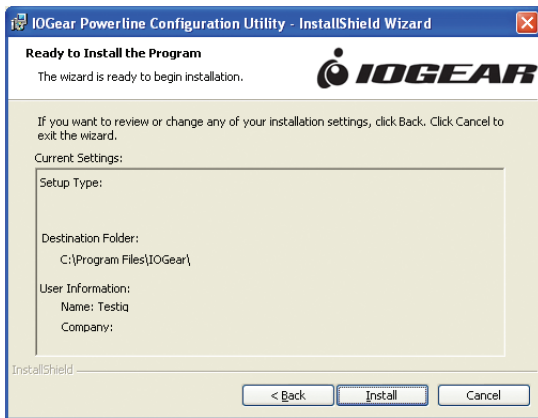 IOGear Powerline Configuration Utility - InstallShield Wizard
Ready to Install the Program
The wizard is ready to begin installation.
IOGEAR
If you want to review or change any of your installation settings, click Back. Click Cancel to
exit the wizard.
Current Settings:
Setup Type:
Destination Folder:
C:\Program Files\IOGear\
User Information:
Name: Testiq
Company:
InstallShield
< Back
Install
Cancel